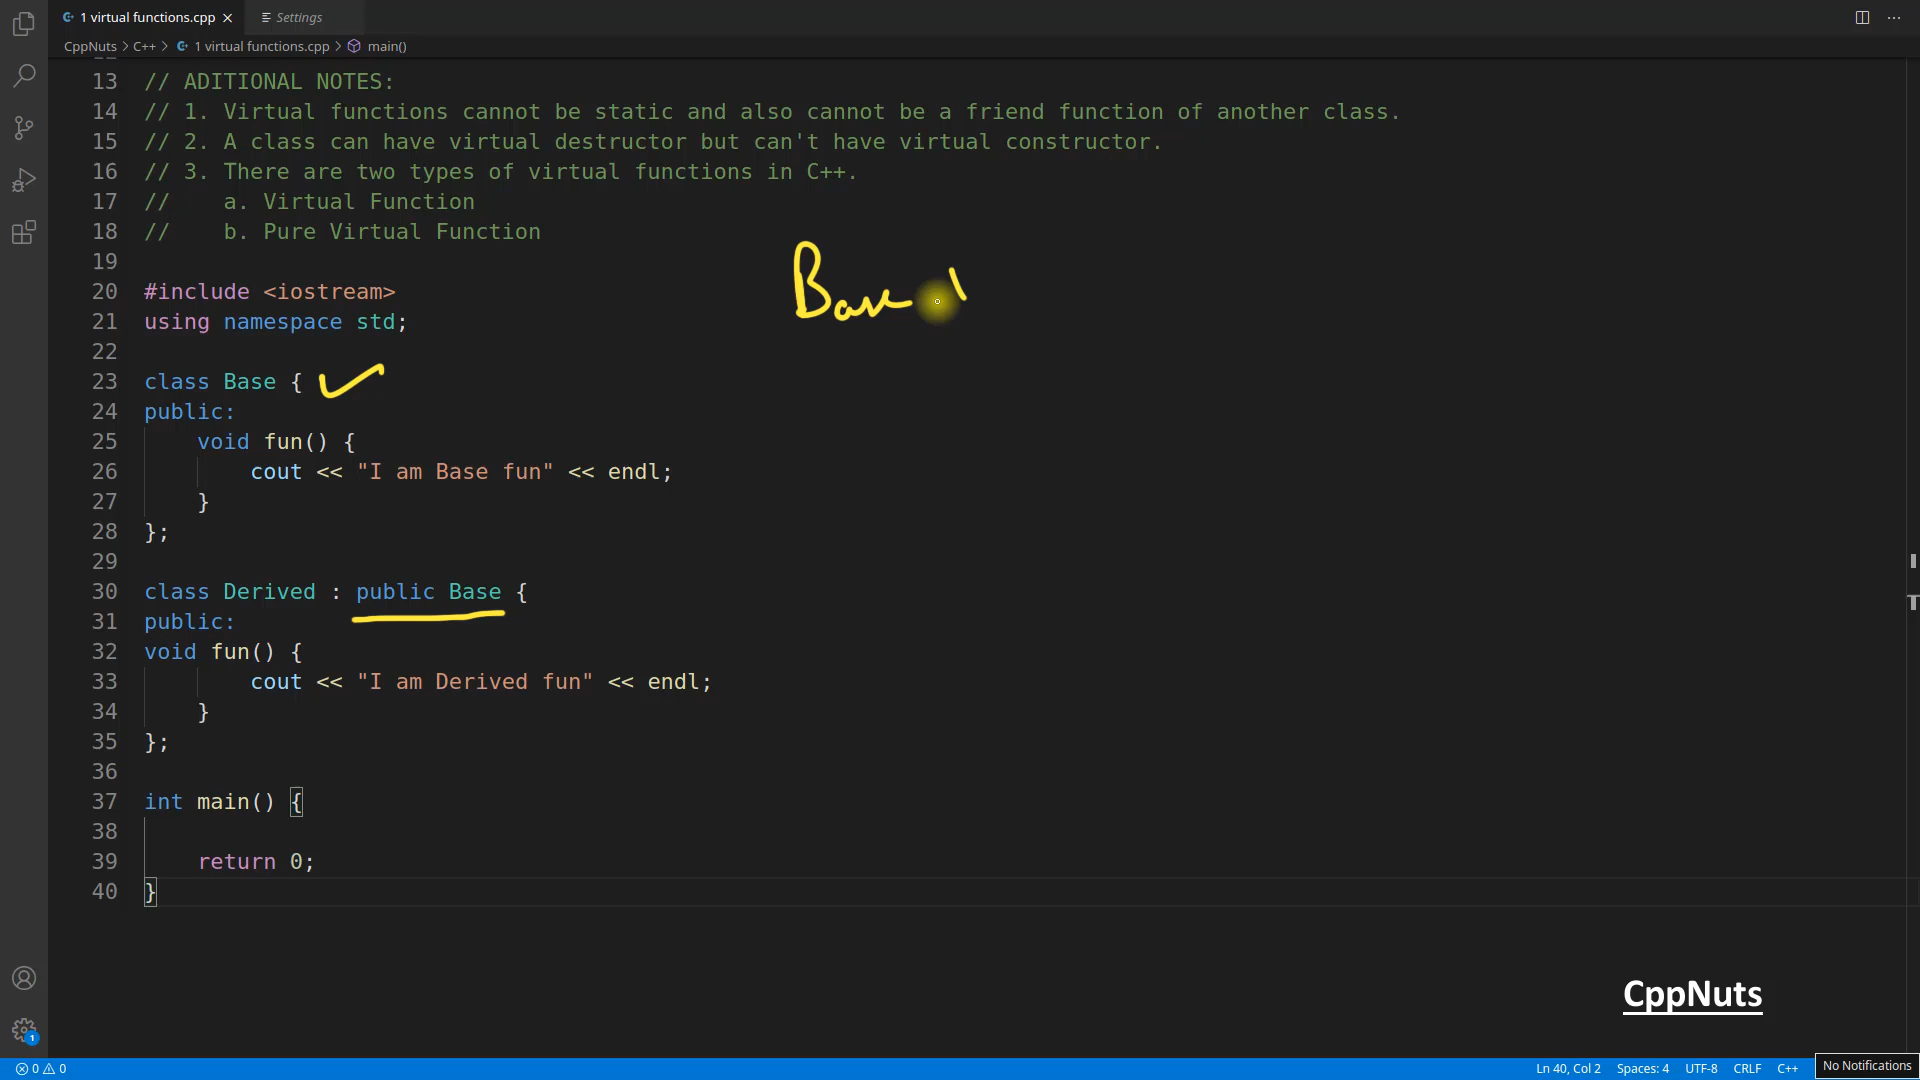 1 virtual functions.cpp
Settings
CppNuts > C++ > 1 virtual functions.cpp > main()
13 // ADITIONAL NOTES:
14 // 1. Virtual functions cannot be static and also cannot be a friend function of another class.
15 // 2. A class can have virtual destructor but can't have virtual constructor.
16 // 3. There are two types of virtual functions in C++.
17 //    a. Virtual Function
18 //    b. Pure Virtual Function
19
20 #include <iostream>
21 using namespace std;
22
23 class Base {
24 public:
25     void fun() {
26         cout << "I am Base fun" << endl;
27     }
28 };
29
30 class Derived : public Base {
31 public:
32 void fun() {
33         cout << "I am Derived fun" << endl;
34     }
35 };
36
37 int main() {
38
39     return 0;
40 }
Base
CppNuts
1
0 0
Ln 40, Col 2 Spaces: 4 UTF-8 CRLF C++
No Notifications